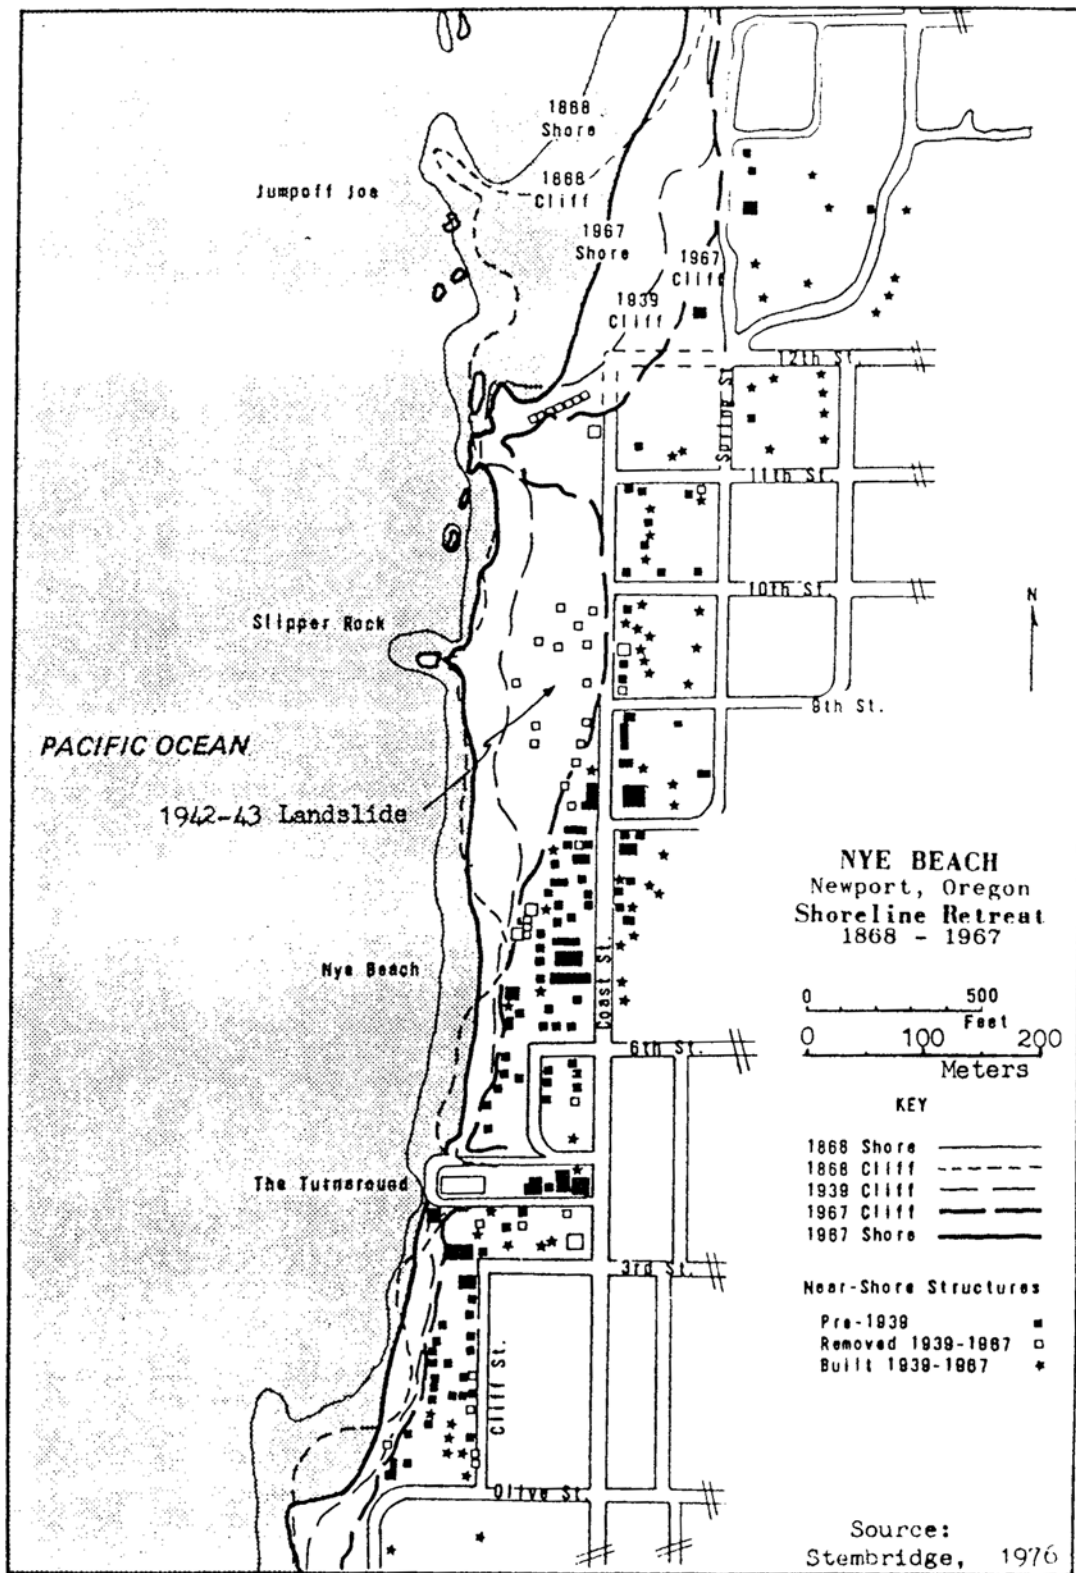 1868
Shore
Jumpoff Joe
1868
Cliff
1967
Shore
1967
Cliff
1939
Cliff
12th St.
Spring St.
11th St.
10th St.
N
Slipper Rock
8th St.
PACIFIC OCEAN
1942-43 Landslide
NYE BEACH
Newport, Oregon
Shoreline Retreat
1868 - 1967
Nye Beach
Coast St.
0 500
Feet
0 100 200
Meters
6th St.
KEY
1868 Shore
1868 Cliff
1939 Cliff
1967 Cliff
1967 Shore
The Turnaround
3rd St.
Near-Shore Structures
Pre-1939
Removed 1939-1967
Built 1939-1967
Cliff St.
Olive St.
Source:
Stembridge, 1976